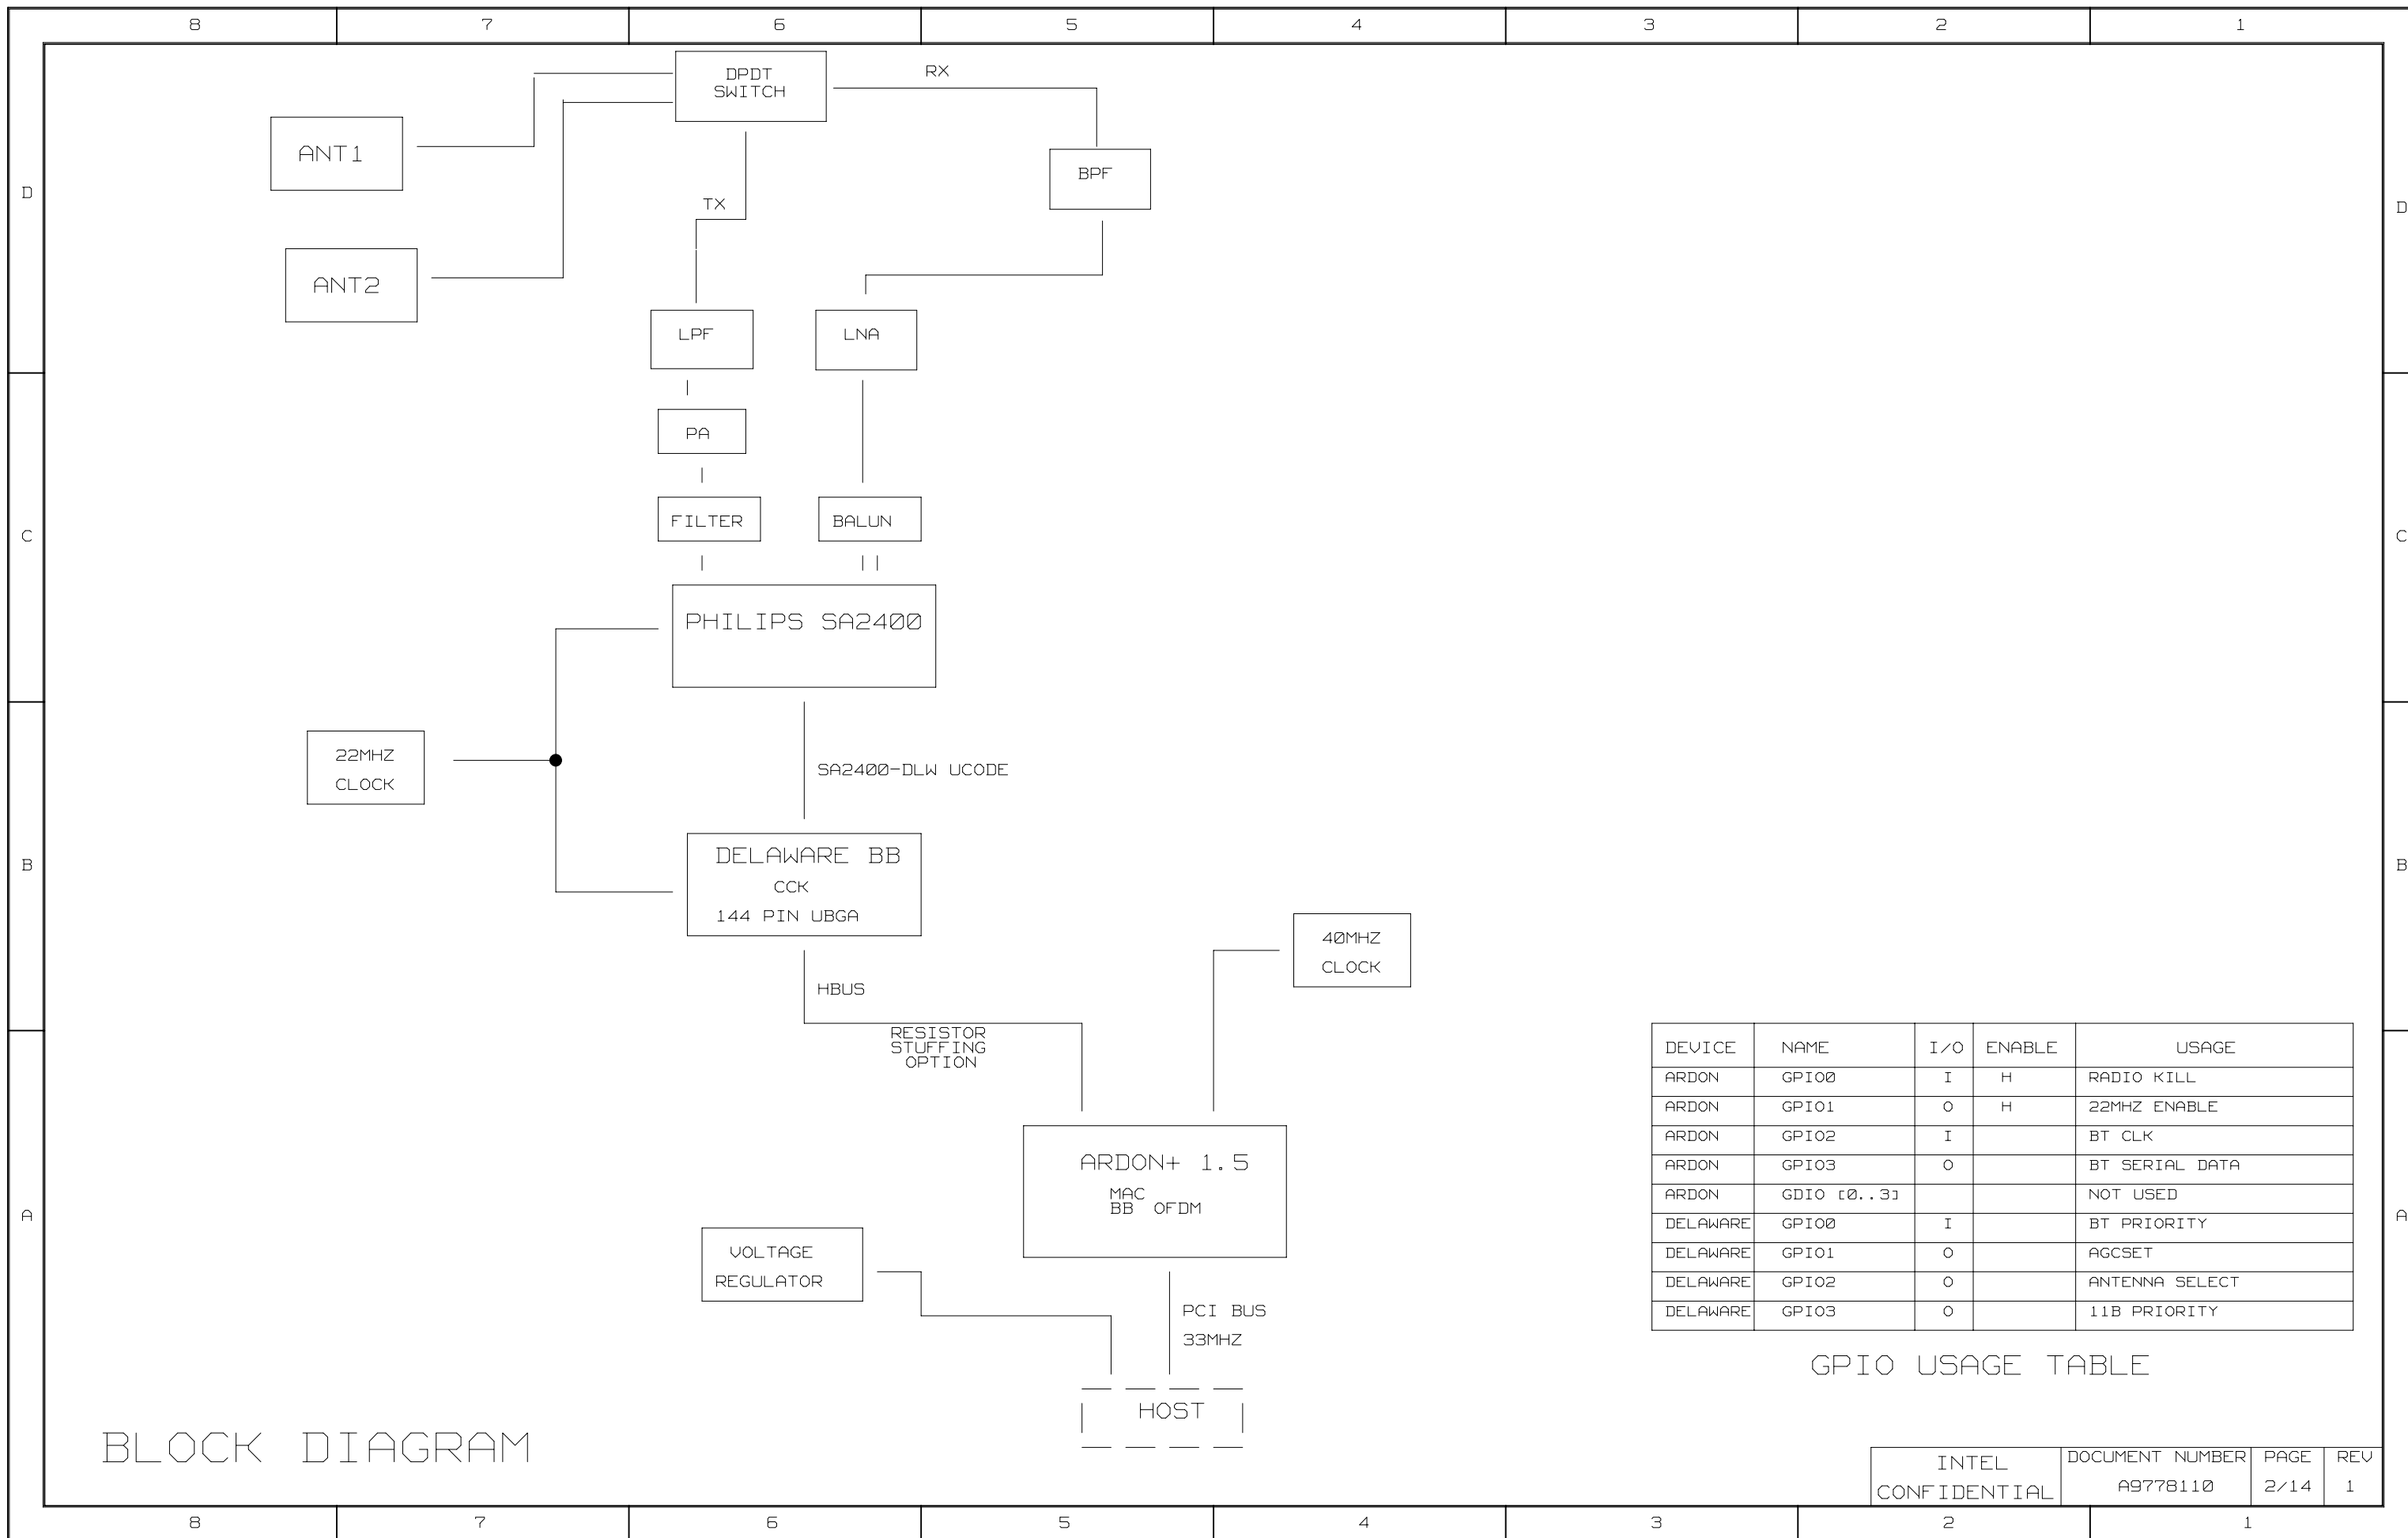 8 7 6 5 4 3 2 1
DPDT
SWITCH
RX
ANT1
BPF
D
D
TX
ANT2
LPF
LNA
PA
FILTER
BALUN
C
C
PHILIPS SA2400
22MHZ
CLOCK
SA2400-DLW UCODE
DELAWARE BB
CCK
144 PIN UBGA
B
B
40MHZ
CLOCK
HBUS
RESISTOR
STUFFING
OPTION
ARDON+ 1.5
MAC
BB OFDM
A
A
VOLTAGE
REGULATOR
PCI BUS
33MHZ
HOST
DEVICE NAME I/O ENABLE USAGE
ARDON GPIO0 I H RADIO KILL
ARDON GPIO1 O H 22MHZ ENABLE
ARDON GPIO2 I BT CLK
ARDON GPIO3 O BT SERIAL DATA
ARDON GDIO [0..3] NOT USED
DELAWARE GPIO0 I BT PRIORITY
DELAWARE GPIO1 O AGCSET
DELAWARE GPIO2 O ANTENNA SELECT
DELAWARE GPIO3 O 11B PRIORITY
GPIO USAGE TABLE
BLOCK DIAGRAM
INTEL
CONFIDENTIAL
DOCUMENT NUMBER
A9778110
PAGE
2/14
REV
1
8 7 6 5 4 3 2 1